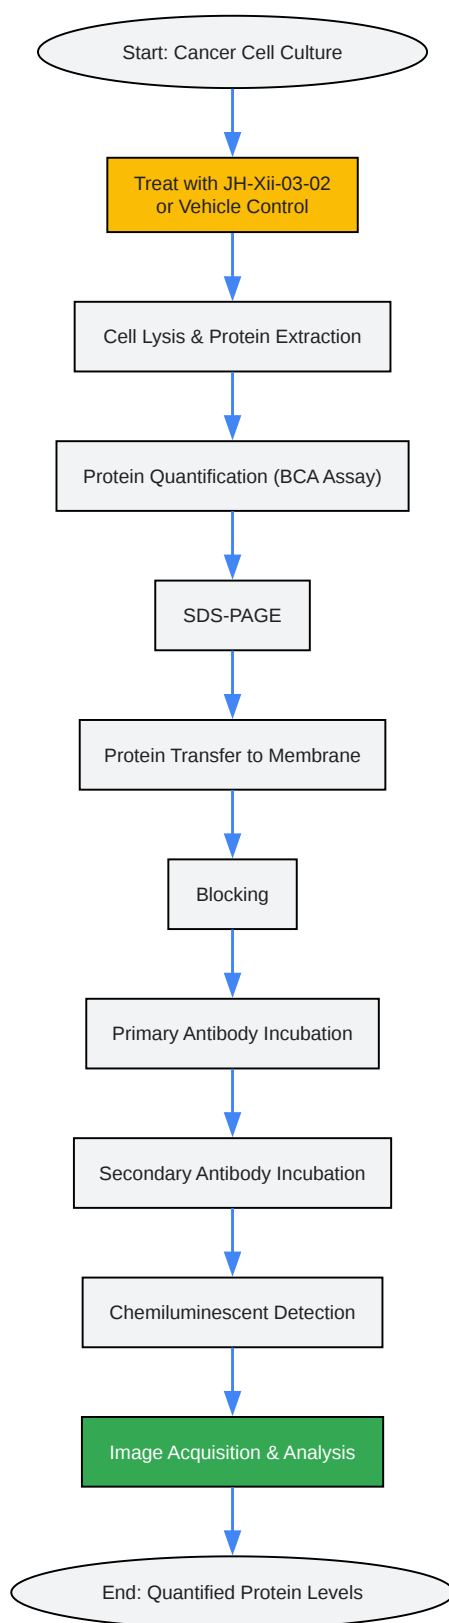 Start: Cancer Cell Culture
Treat with JH-Xii-03-02
or Vehicle Control
Cell Lysis & Protein Extraction
Protein Quantification (BCA Assay)
SDS-PAGE
Protein Transfer to Membrane
Blocking
Primary Antibody Incubation
Secondary Antibody Incubation
Chemiluminescent Detection
Image Acquisition & Analysis
End: Quantified Protein Levels